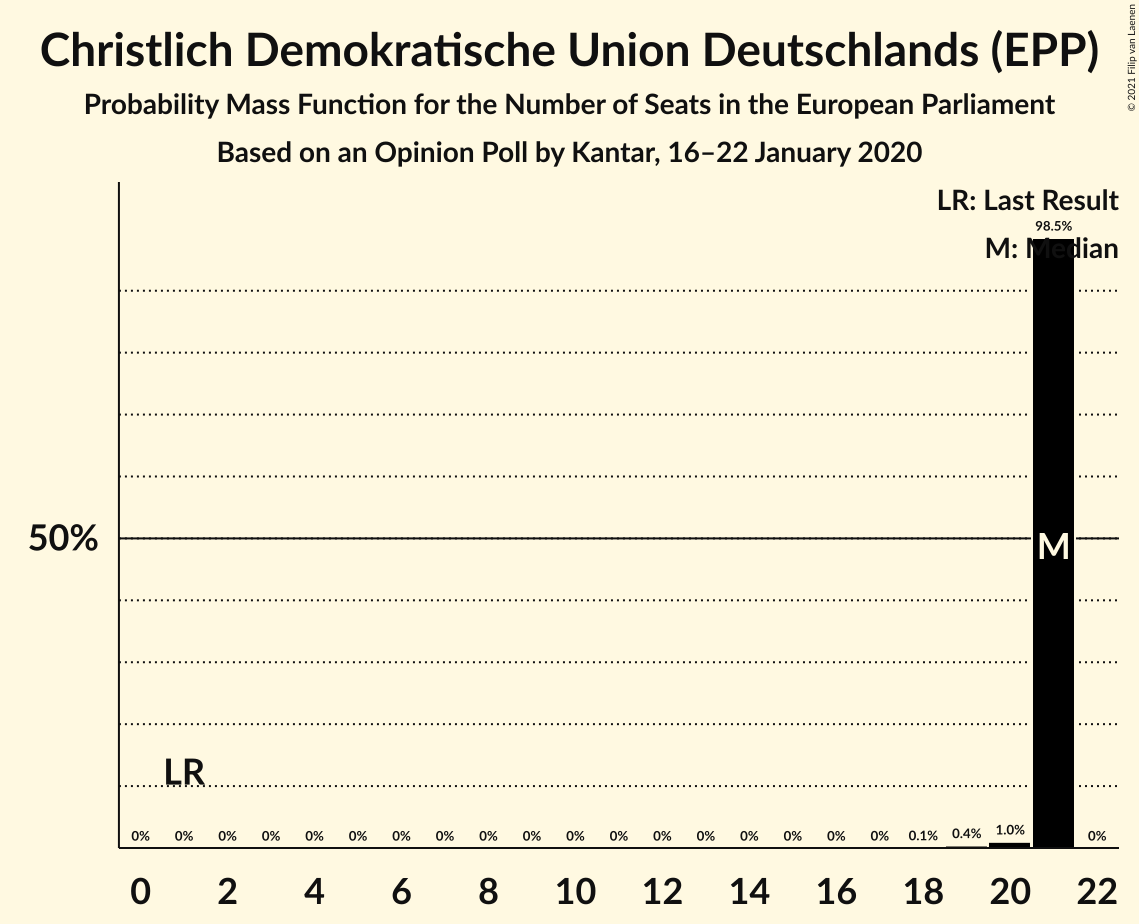 Christlich Demokratische Union Deutschlands (EPP)
Probability Mass Function for the Number of Seats in the European Parliament
Based on an Opinion Poll by Kantar, 16–22 January 2020
© 2021 Filip van Laenen
LR: Last Result
98.5%
M: Median
50%
M
LR
0% 0% 0% 0% 0% 0% 0% 0% 0% 0% 0% 0% 0% 0% 0% 0% 0% 0% 0.1% 0.4% 1.0% 0%
0 2 4 6 8 10 12 14 16 18 20 22